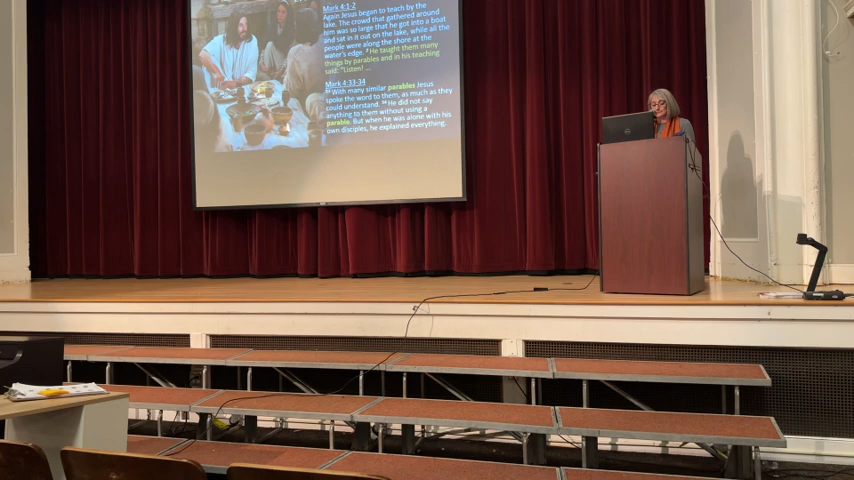 Mark 4:1-2
Again Jesus began to teach by the
lake. The crowd that gathered around
him was so large that he got into a boat
and sat in it out on the lake, while all the
people were along the shore at the
water's edge. ² He taught them many
things by parables and in his teaching
said: "Listen! ...
Mark 4:33-34
³³ With many similar parables Jesus
spoke the word to them, as much as they
could understand. ³⁴ He did not say
anything to them without using a
parable. But when he was alone with his
own disciples, he explained everything.
DELL